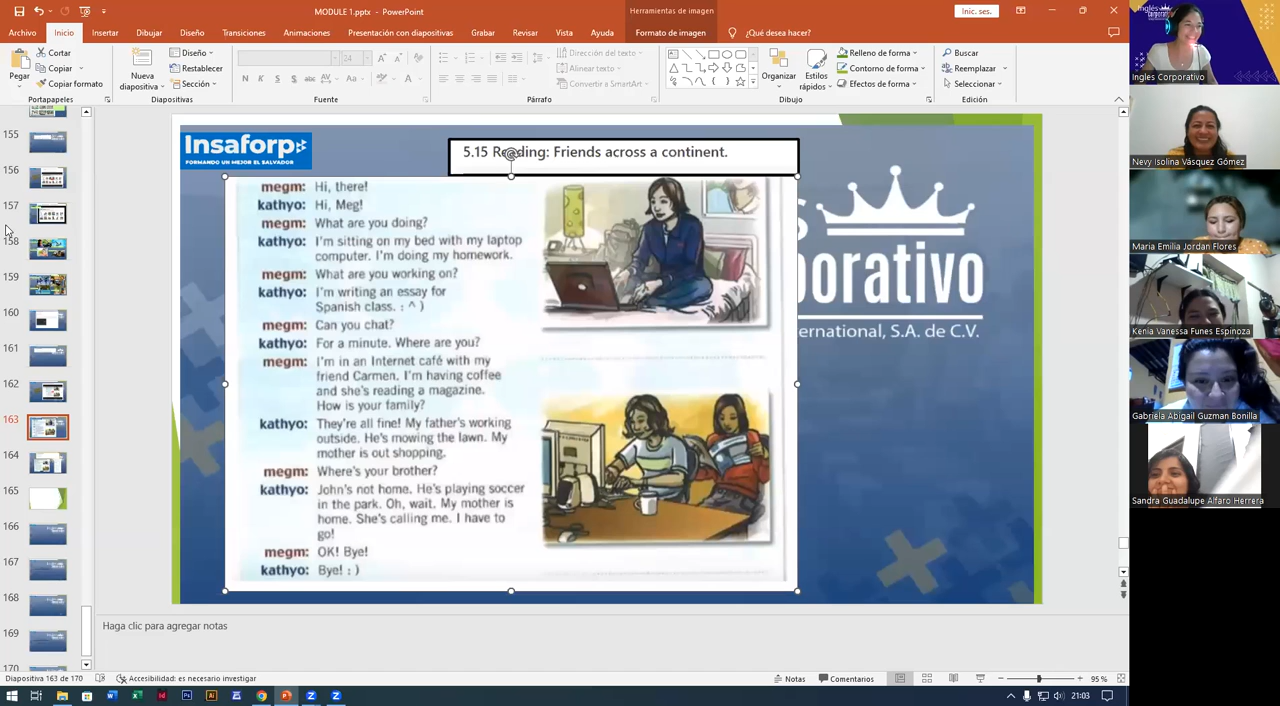 MODULE 1.pptx - PowerPoint
Herramientas de imagen
Inic. ses.
Archivo
Inicio
Insertar
Dibujar
Diseño
Transiciones
Animaciones
Presentación con diapositivas
Grabar
Revisar
Vista
Ayuda
Formato de imagen
¿Qué desea hacer?
Pegar
Cortar
Copiar
Copiar formato
Portapapeles
Nueva diapositiva
Diseño
Restablecer
Sección
Diapositivas
24
N K S S abc AV Aa
Fuente
Dirección del texto
Alinear texto
Convertir a SmartArt
Párrafo
Organizar
Estilos rápidos
Relleno de forma
Contorno de forma
Efectos de forma
Dibujo
Buscar
Reemplazar
Seleccionar
Edición
155
156
157
158
159
160
161
162
163
164
165
166
167
168
169
170
Insaforp
FORMANDO UN MEJOR EL SALVADOR
5.15 Reading: Friends across a continent.
megm: Hi, there!
kathyo: Hi, Meg!
megm: What are you doing?
kathyo: I'm sitting on my bed with my laptop
computer. I'm doing my homework.
megm: What are you working on?
kathyo: I'm writing an essay for
Spanish class. : ^ )
megm: Can you chat?
kathyo: For a minute. Where are you?
megm: I'm in an Internet café with my
friend Carmen. I'm having coffee
and she's reading a magazine.
How is your family?
kathyo: They're all fine! My father's working
outside. He's mowing the lawn. My
mother is out shopping.
megm: Where's your brother?
kathyo: John's not home. He's playing soccer
in the park. Oh, wait. My mother is
home. She's calling me. I have to
go!
megm: OK! Bye!
kathyo: Bye! : )
s
porativo
ernational, S.A. de C.V.
Haga clic para agregar notas
Diapositiva 163 de 170
Accesibilidad: es necesario investigar
Notas
Comentarios
95 %
21:03
Inglés
Corporativo
Ingles Corporativo
Nevy Isolina Vásquez Gómez
Maria Emilia Jordan Flores
Kenia Vanessa Funes Espinoza
Gabriela Abigail Guzman Bonilla
Sandra Guadalupe Alfaro Herrera